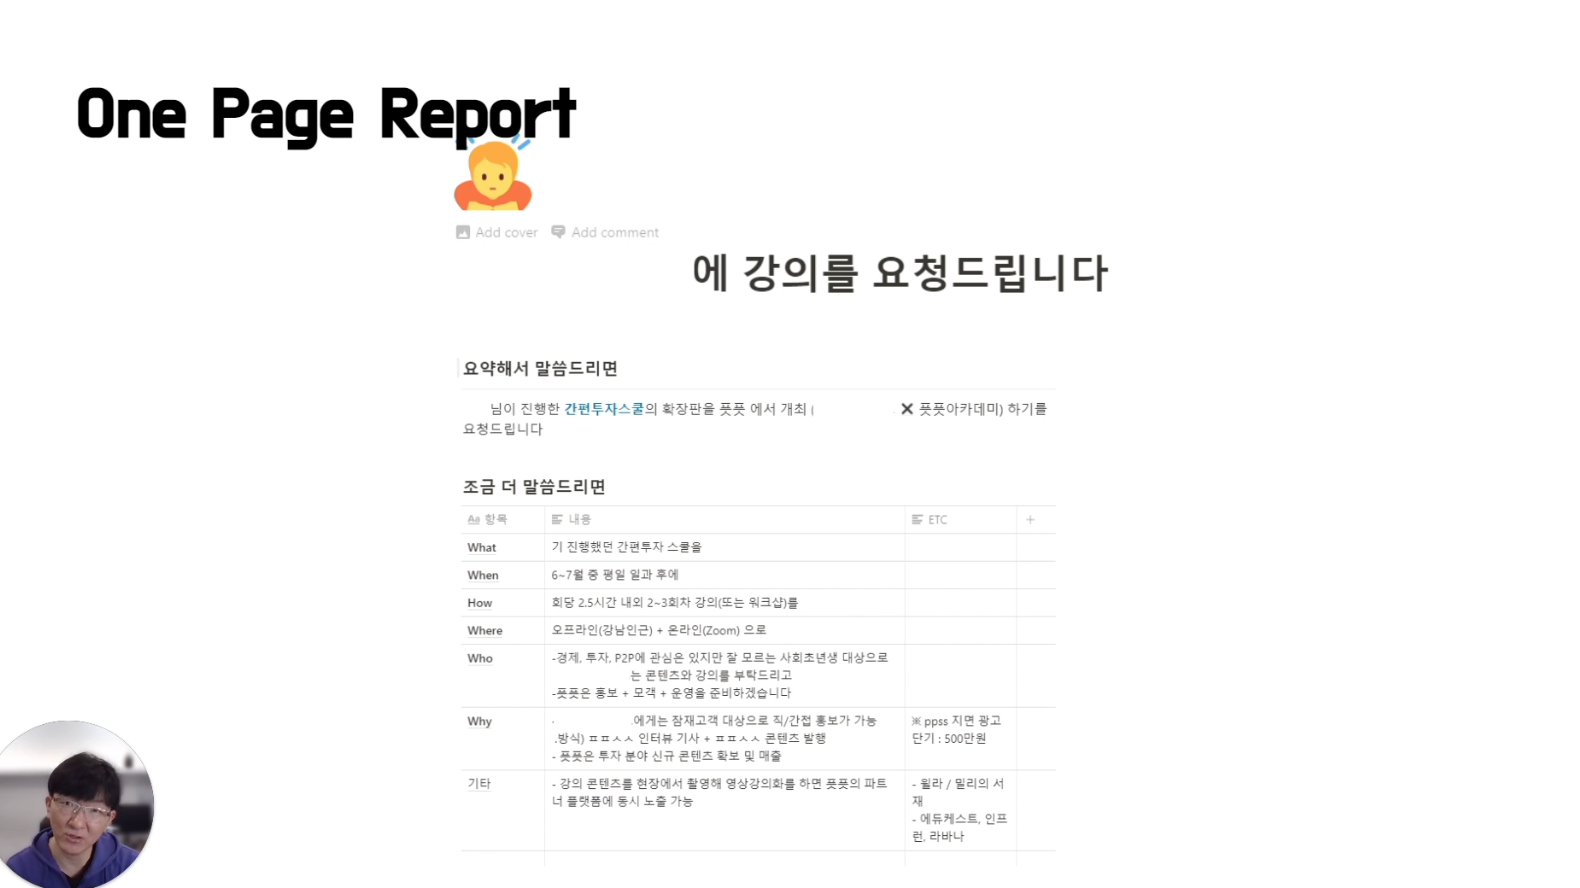 One Page Report
Add cover Add comment
에 강의를 요청드립니다
요약해서 말씀드리면
님이 진행한 간편투자스쿨의 확장판을 풋풋 에서 개최 ( ✕ 풋풋아카데미) 하기를
요청드립니다
조금 더 말씀드리면
Aa 항목 내용 ETC +
What 기 진행했던 간편투자 스쿨을
When 6~7월 중 평일 일과 후에
How 회당 2.5시간 내외 2~3회차 강의(또는 워크샵)를
Where 오프라인(강남인근) + 온라인(Zoom) 으로
Who -경제, 투자, P2P에 관심은 있지만 잘 모르는 사회초년생 대상으로
는 콘텐츠와 강의를 부탁드리고
-풋풋은 홍보 + 모객 + 운영을 준비하겠습니다
Why .에게는 잠재고객 대상으로 직/간접 홍보가 가능 ※ ppss 지면 광고
.방식) ㅍㅍㅅㅅ 인터뷰 기사 + ㅍㅍㅅㅅ 콘텐츠 발행 단기 : 500만원
- 풋풋은 투자 분야 신규 콘텐츠 확보 및 매출
기타 - 강의 콘텐츠를 현장에서 촬영해 영상강의화를 하면 풋풋의 파트 - 윌라 / 밀리의 서
너 플랫폼에 동시 노출 가능 재
- 에듀케스트, 인프
런, 라바나